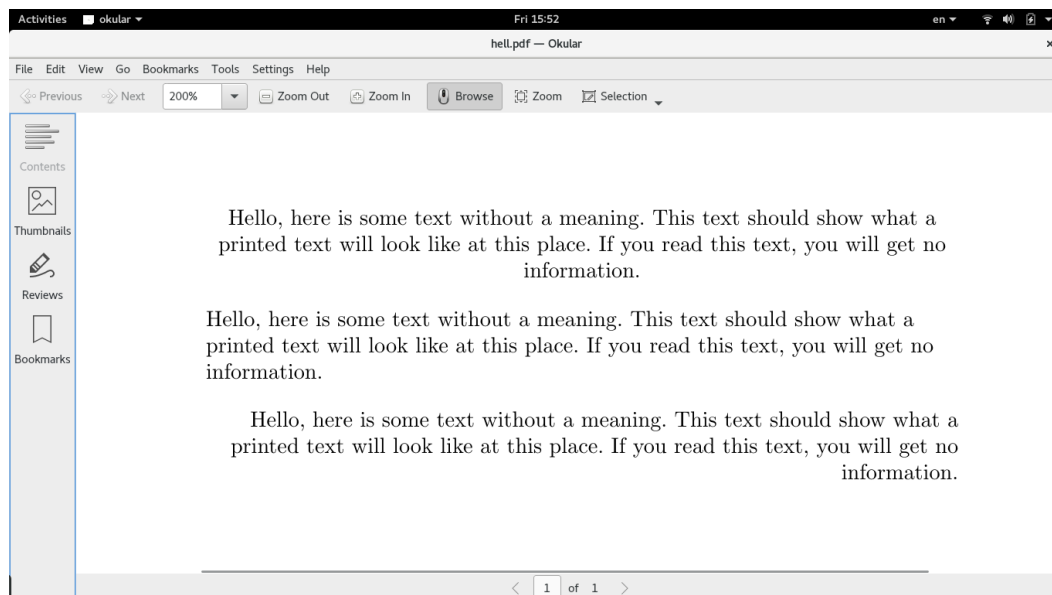 Activities okular Fri 15:52 en
hell.pdf — Okular
File Edit View Go Bookmarks Tools Settings Help
Previous Next 200% Zoom Out Zoom In Browse Zoom Selection
Contents
Thumbnails
Reviews
Bookmarks
Hello, here is some text without a meaning. This text should show what a
printed text will look like at this place. If you read this text, you will get no
information.
Hello, here is some text without a meaning. This text should show what a
printed text will look like at this place. If you read this text, you will get no
information.
Hello, here is some text without a meaning. This text should show what a
printed text will look like at this place. If you read this text, you will get no
information.
1 of 1